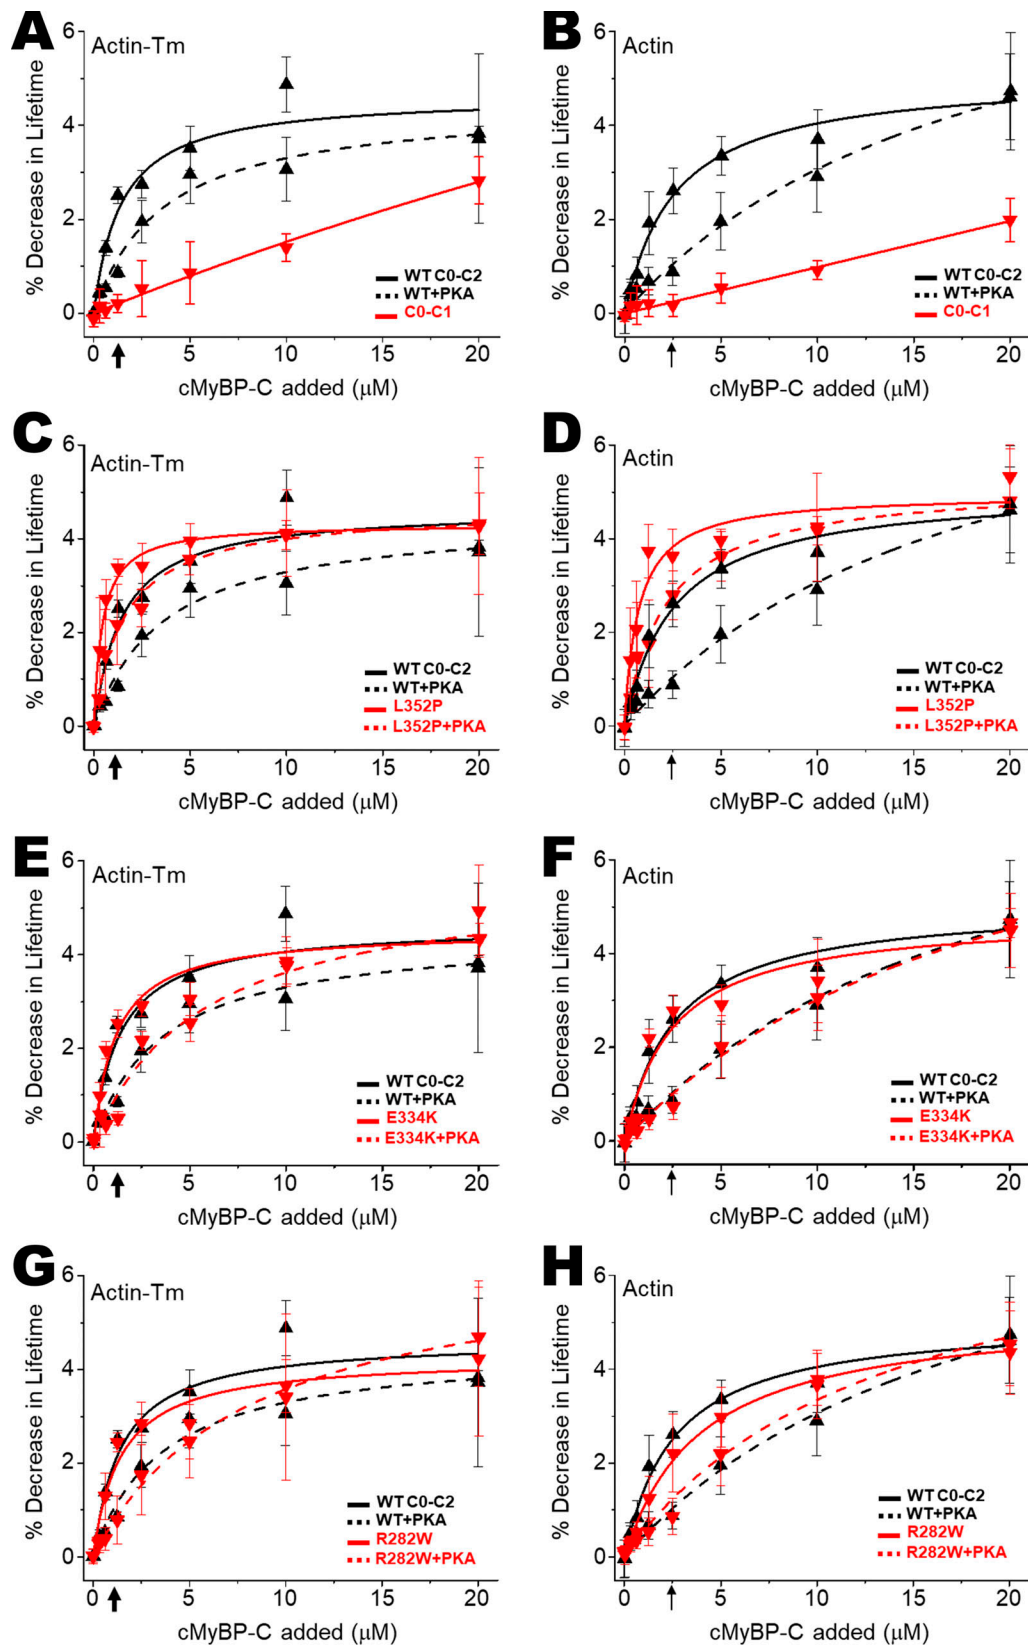 A
Actin-Tm
% Decrease in Lifetime
6
4
2
0
WT C0-C2
WT+PKA
C0-C1
0 5 10 15 20
cMyBP-C added (μM)
B
Actin
% Decrease in Lifetime
6
4
2
0
WT C0-C2
WT+PKA
C0-C1
0 5 10 15 20
cMyBP-C added (μM)
C
Actin-Tm
% Decrease in Lifetime
6
4
2
0
WT C0-C2
WT+PKA
L352P
L352P+PKA
0 5 10 15 20
cMyBP-C added (μM)
D
Actin
% Decrease in Lifetime
6
4
2
0
WT C0-C2
WT+PKA
L352P
L352P+PKA
0 5 10 15 20
cMyBP-C added (μM)
E
Actin-Tm
% Decrease in Lifetime
6
4
2
0
WT C0-C2
WT+PKA
E334K
E334K+PKA
0 5 10 15 20
cMyBP-C added (μM)
F
Actin
% Decrease in Lifetime
6
4
2
0
WT C0-C2
WT+PKA
E334K
E334K+PKA
0 5 10 15 20
cMyBP-C added (μM)
G
Actin-Tm
% Decrease in Lifetime
6
4
2
0
WT C0-C2
WT+PKA
R282W
R282W+PKA
0 5 10 15 20
cMyBP-C added (μM)
H
Actin
% Decrease in Lifetime
6
4
2
0
WT C0-C2
WT+PKA
R282W
R282W+PKA
0 5 10 15 20
cMyBP-C added (μM)